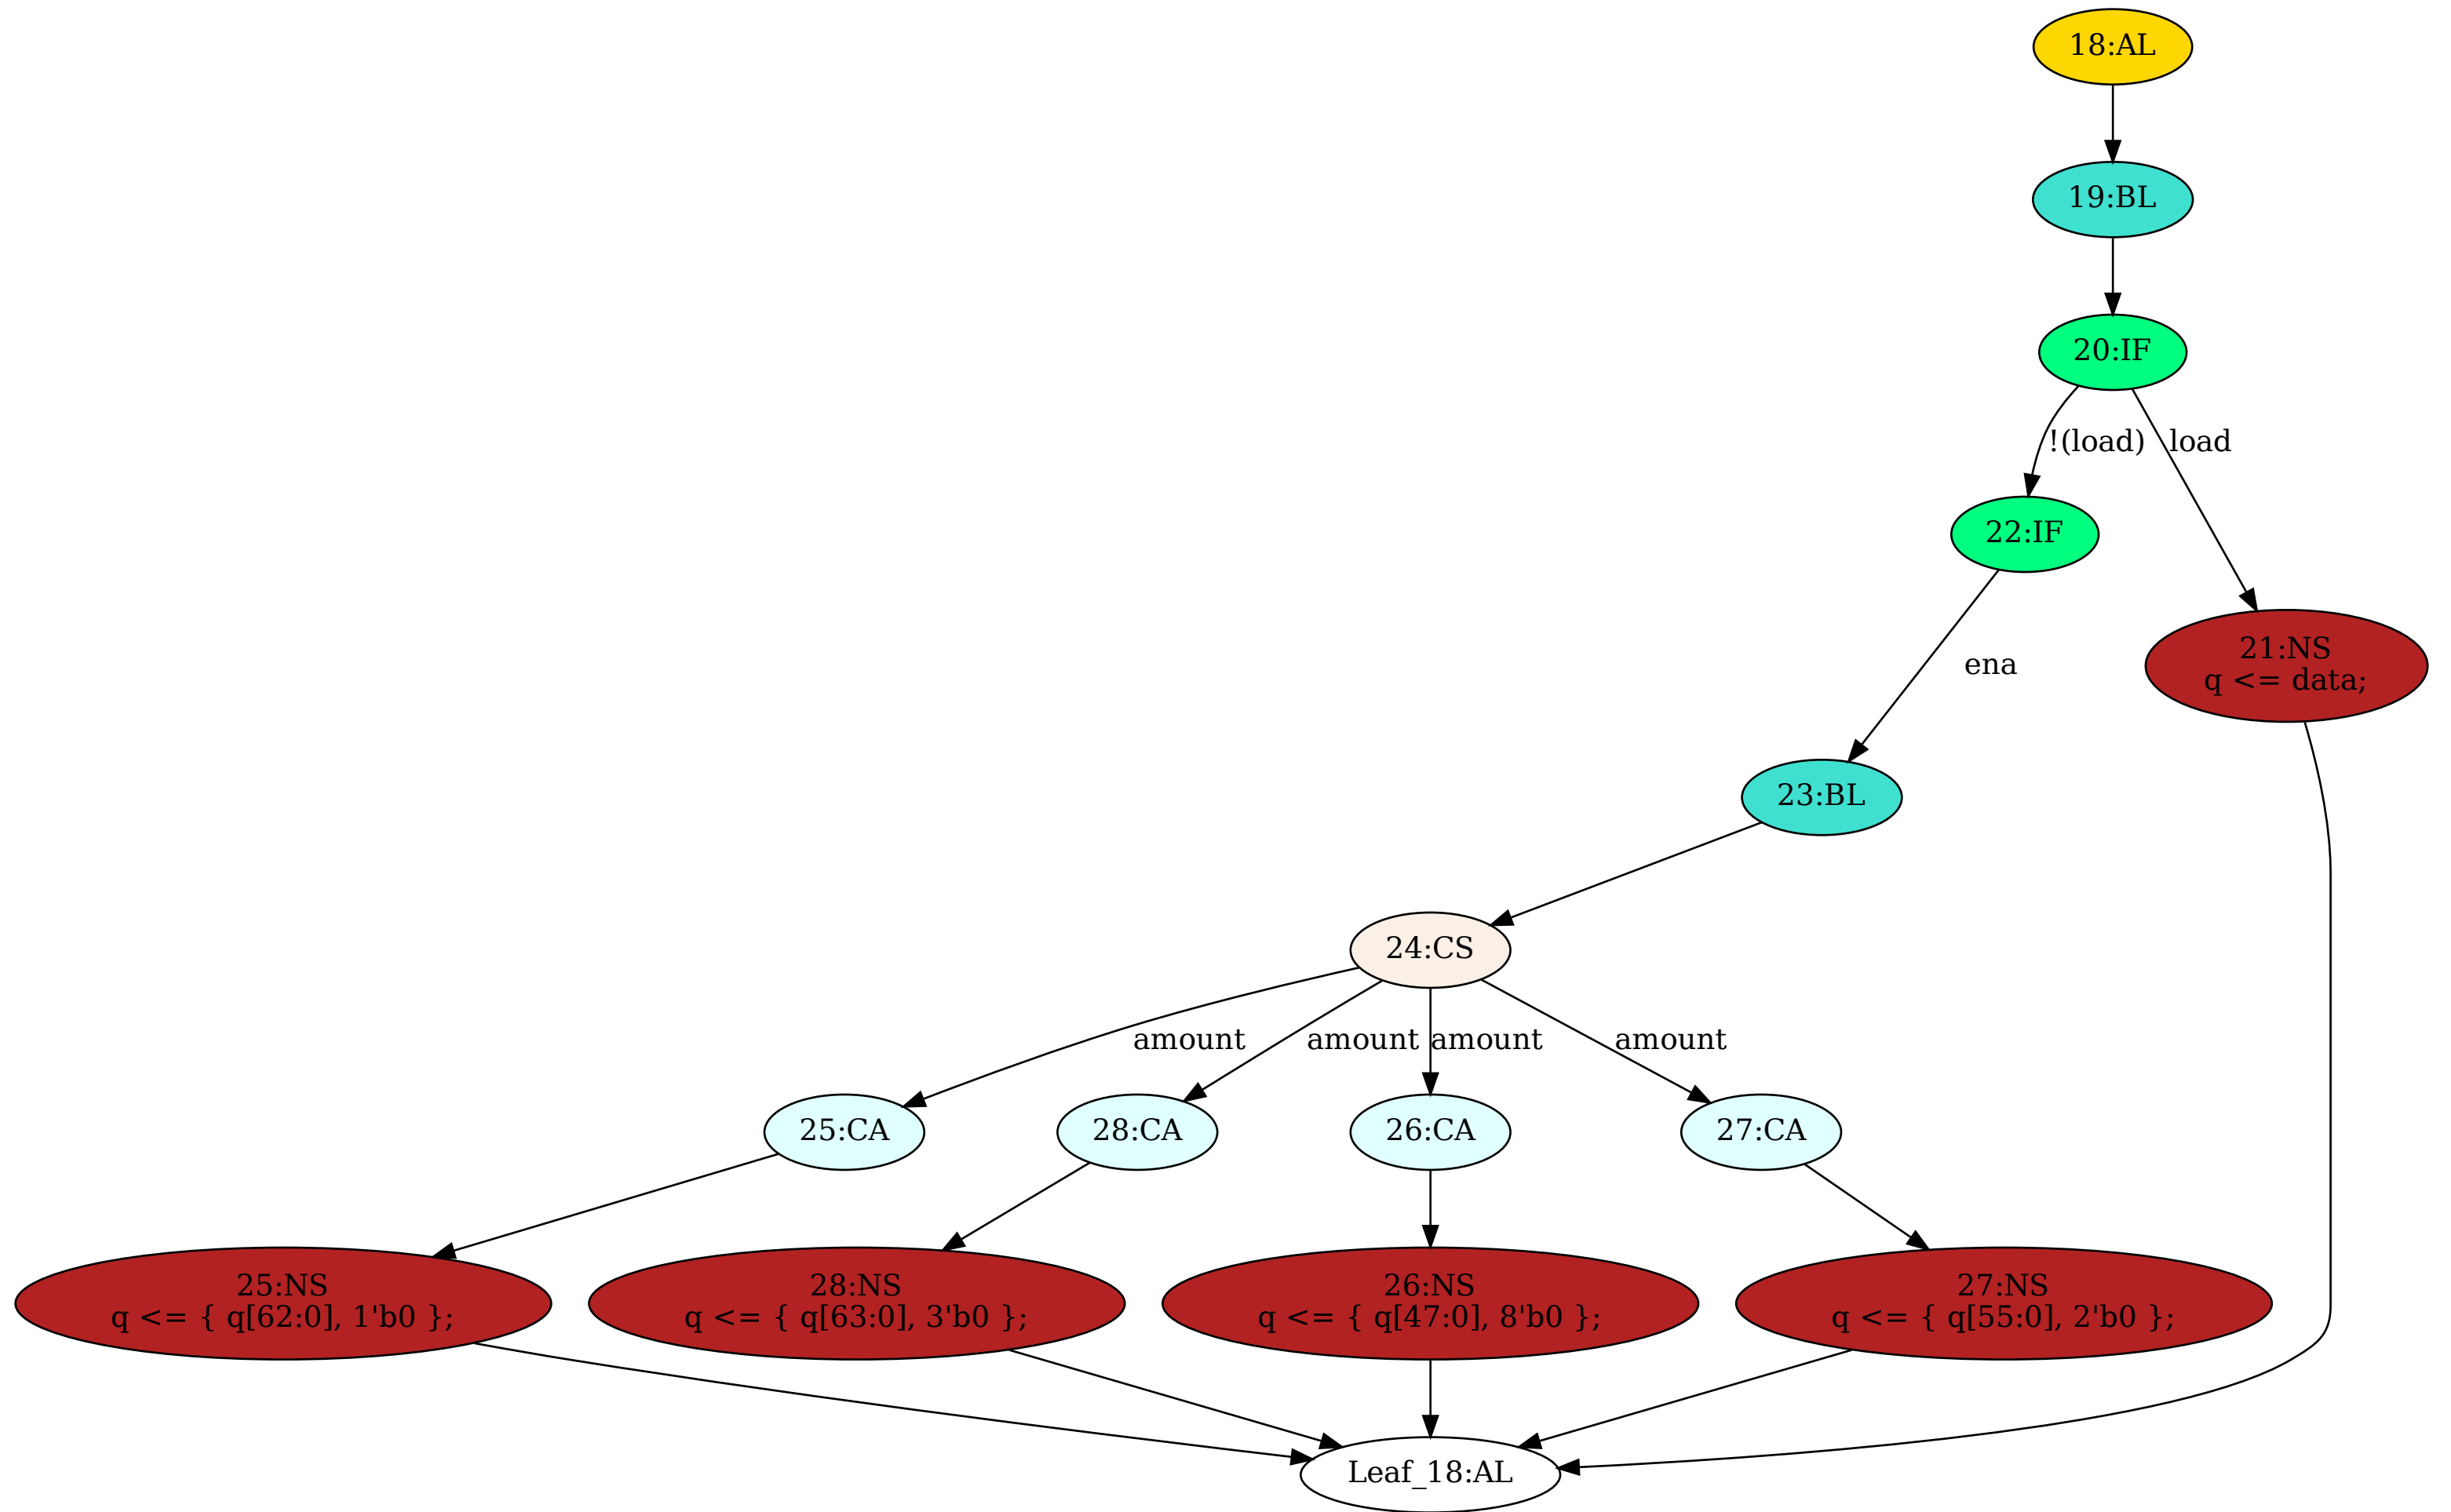 18:AL
19:BL
20:IF
!(load)
load
22:IF
21:NS
q <= data;
ena
23:BL
24:CS
amount
amount
amount
amount
25:CA
28:CA
26:CA
27:CA
25:NS
q <= { q[62:0], 1'b0 };
28:NS
q <= { q[63:0], 3'b0 };
26:NS
q <= { q[47:0], 8'b0 };
27:NS
q <= { q[55:0], 2'b0 };
Leaf_18:AL